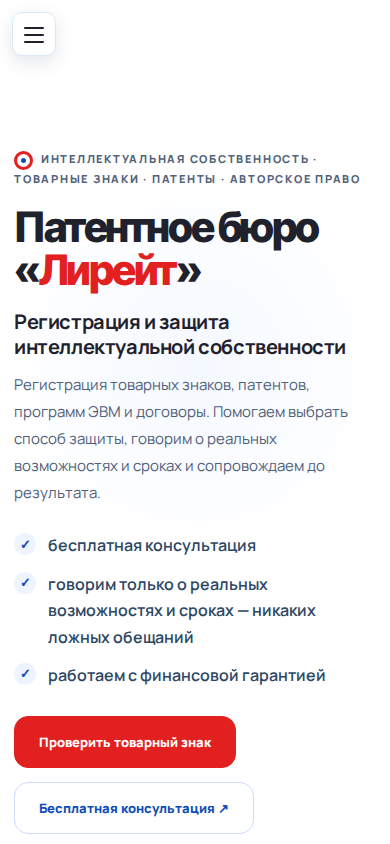 ИНТЕЛЛЕКТУАЛЬНАЯ СОБСТВЕННОСТЬ ·
ТОВАРНЫЕ ЗНАКИ · ПАТЕНТЫ · АВТОРСКОЕ ПРАВО
Патентное бюро
«Лирейт»
Регистрация и защита
интеллектуальной собственности
Регистрация товарных знаков, патентов,
программ ЭВМ и договоры. Помогаем выбрать
способ защиты, говорим о реальных
возможностях и сроках и сопровождаем до
результата.
✓ бесплатная консультация
✓ говорим только о реальных
возможностях и сроках — никаких
ложных обещаний
✓ работаем с финансовой гарантией
Проверить товарный знак
Бесплатная консультация ↗